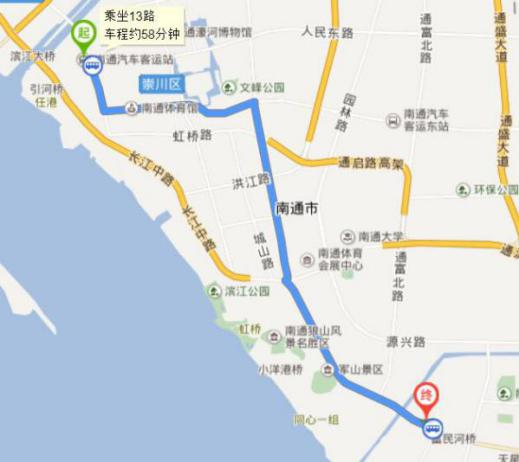 乘坐13路
车程约58分钟
起
南通汽车客运站
通濠河博物馆
人民东路
通富北路
通盛大道
滨江大桥
崇川区
文峰公园
引河桥
任港
南通体育馆
园林路
南通汽车
客运东站
虹桥路
通启路高架
通盛大道
长江中路
洪江路
环保公园
长江中路
南通市
城山路
南通大学
南通体育
会展中心
通富北路
滨江公园
虹桥
南通狼山风
景名胜区
源兴路
小洋港桥
军山景区
终
同心一组
富民河桥